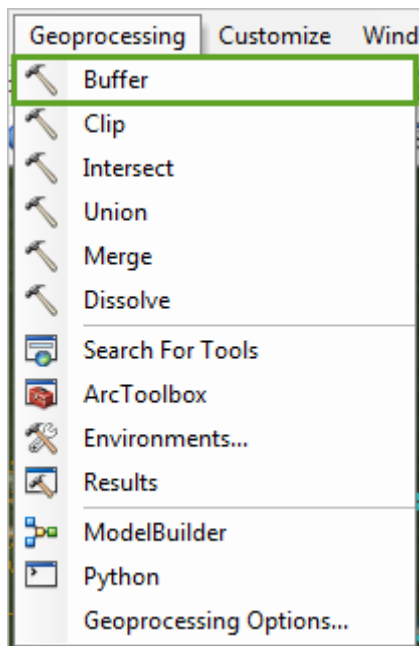 Geoprocessing Customize Wind
Buffer
Clip
Intersect
Union
Merge
Dissolve
Search For Tools
ArcToolbox
Environments...
Results
ModelBuilder
Python
Geoprocessing Options...